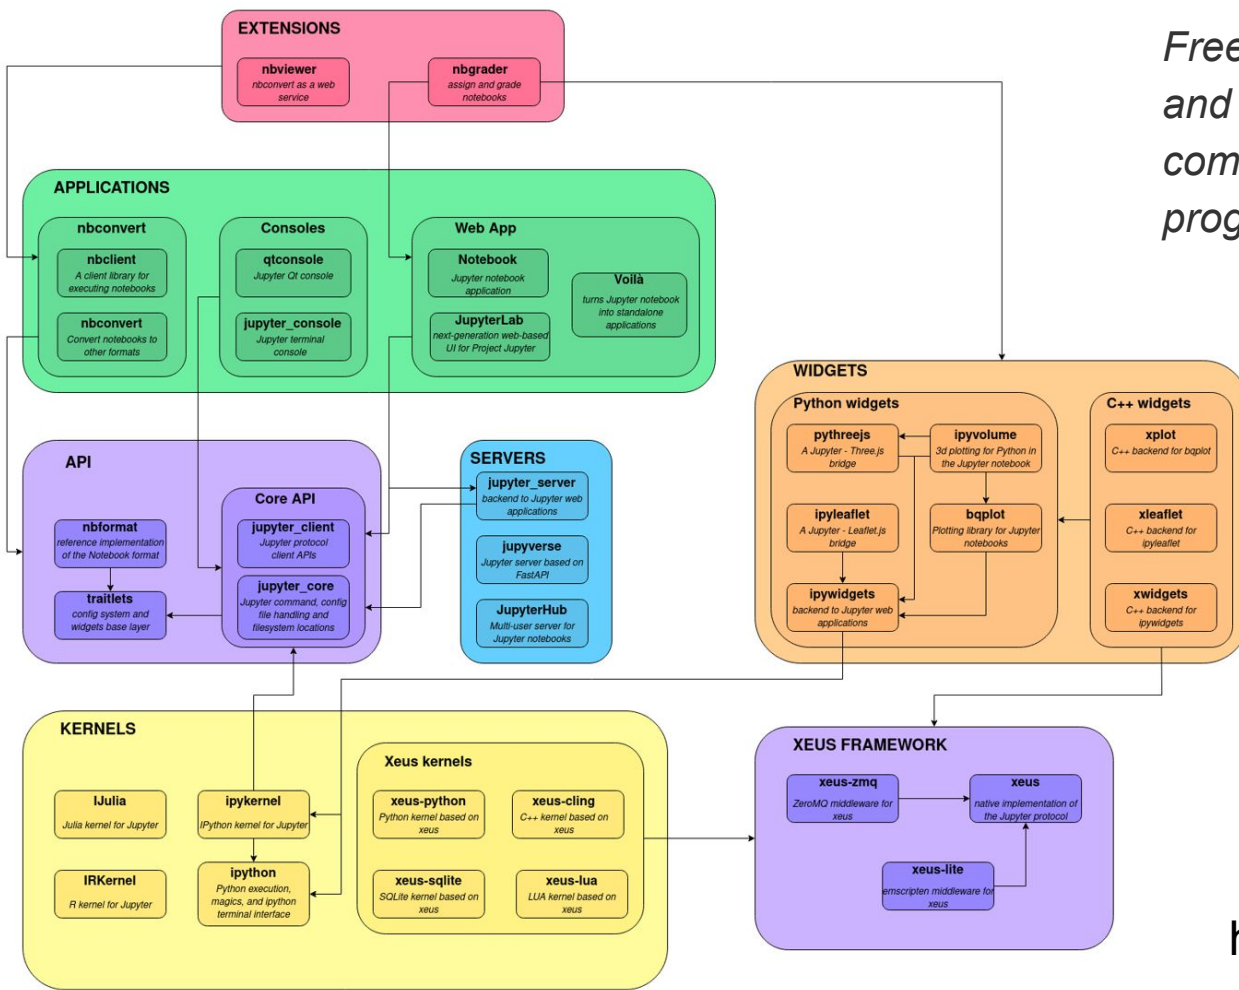 EXTENSIONS
nbviewer
nbconvert as a web
service
nbgrader
assign and grade
notebooks
Free
and
com
prog
APPLICATIONS
nbconvert
nbclient
A client library for
executing notebooks
nbconvert
Convert notebooks to
other formats
Consoles
qtconsole
Jupyter Qt console
jupyter_console
Jupyter terminal
console
Web App
Notebook
Jupyter notebook
application
JupyterLab
next-generation web-based
UI for Project Jupyter
Voilà
turns Jupyter notebook
into standalone
applications
API
nbformat
reference implementation
of the Notebook format
traitlets
config system and
widgets base layer
Core API
jupyter_client
Jupyter protocol
client APIs
jupyter_core
Jupyter command, config
file handling and
filesystem locations
SERVERS
jupyter_server
backend to Jupyter web
applications
jupyverse
Jupyter server based on
FastAPI
JupyterHub
Multi-user server for
Jupyter notebooks
WIDGETS
Python widgets
pythreejs
A Jupyter - Three.js
bridge
ipyvolume
3d plotting for Python in
the Jupyter notebook
ipyleaflet
A Jupyter - Leaflet.js
bridge
bqplot
Plotting library for Jupyter
notebooks
ipywidgets
backend to Jupyter web
applications
C++ widgets
xplot
C++ backend for bqplot
xleaflet
C++ backend for
ipyleaflet
xwidgets
C++ backend for
ipywidgets
KERNELS
IJulia
Julia kernel for Jupyter
IRKernel
R kernel for Jupyter
ipykernel
IPython kernel for Jupyter
ipython
Python execution,
magics, and ipython
terminal interface
Xeus kernels
xeus-python
Python kernel based on
xeus
xeus-cling
C++ kernel based on
xeus
xeus-sqlite
SQLite kernel based on
xeus
xeus-lua
LUA kernel based on
xeus
XEUS FRAMEWORK
xeus-zmq
ZeroMQ middleware for
xeus
xeus
native implementation of
the Jupyter protocol
xeus-lite
emscripten middleware for
xeus
h